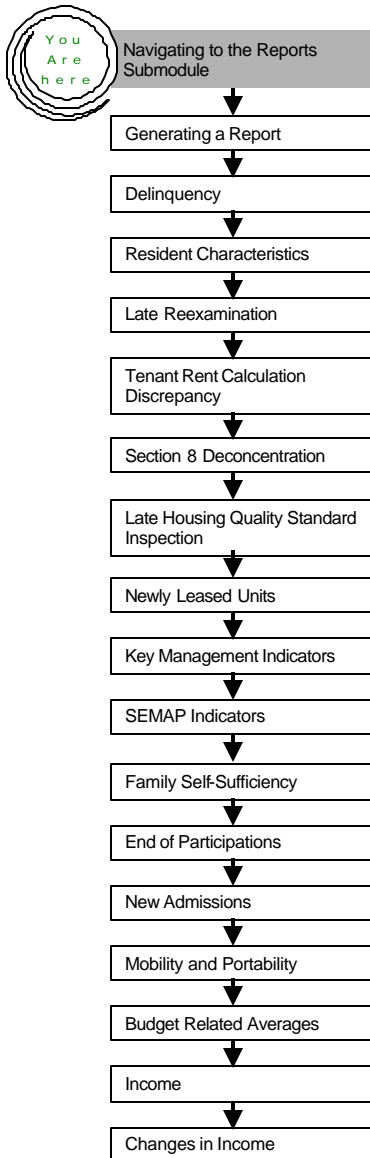 You
Are
here
Navigating to the Reports
Submodule
Generating a Report
Delinquency
Resident Characteristics
Late Reexamination
Tenant Rent Calculation
Discrepancy
Section 8 Deconcentration
Late Housing Quality Standard
Inspection
Newly Leased Units
Key Management Indicators
SEMAP Indicators
Family Self-Sufficiency
End of Participations
New Admissions
Mobility and Portability
Budget Related Averages
Income
Changes in Income